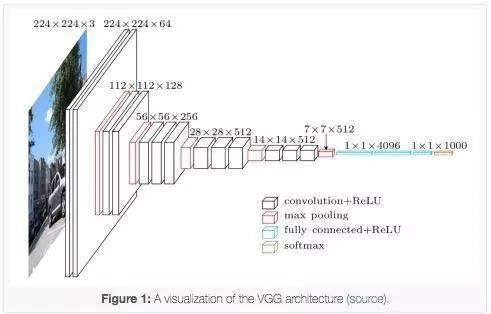 224×224×3 224×224×64
112×112×128
56×56×256
28×28×512
14×14×512
7×7×512
1×1×4096 1×1×1000
convolution+ReLU
max pooling
fully connected+ReLU
softmax
Figure 1: A visualization of the VGG architecture (source).